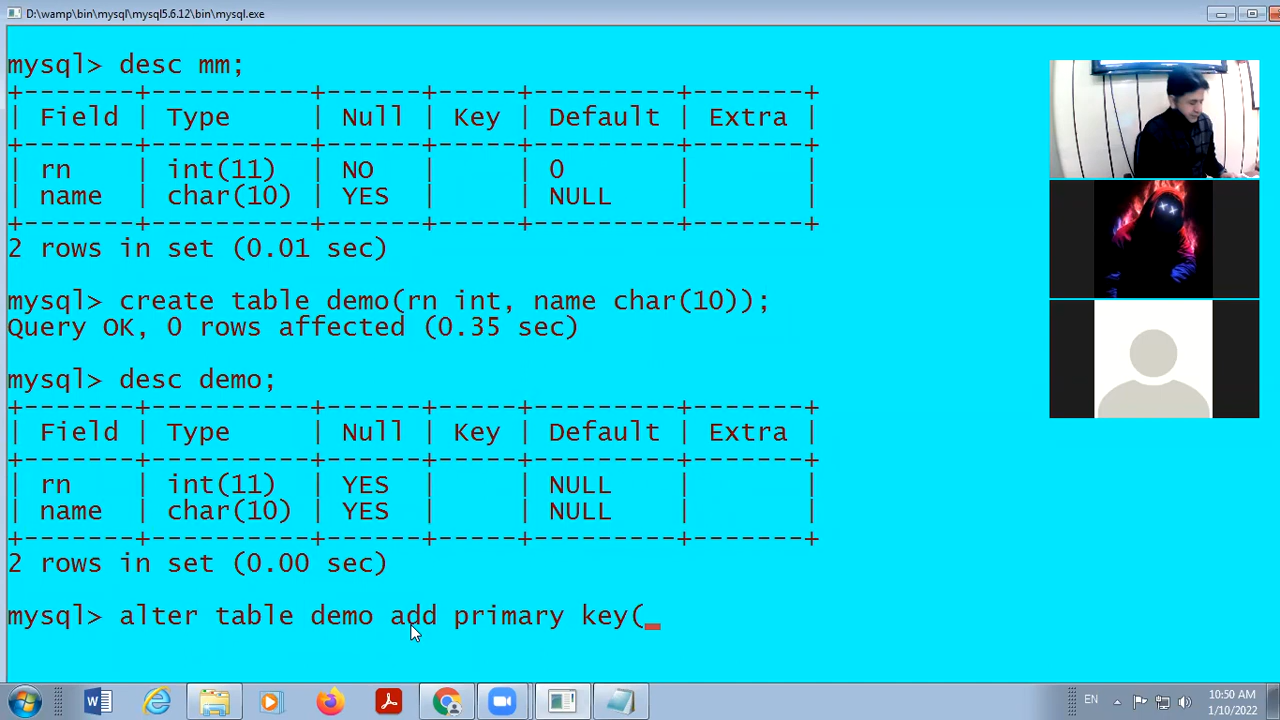 D:\wamp\bin\mysql\mysql5.6.12\bin\mysql.exe
mysql> desc mm;
+-------+----------+------+-----+---------+-------+
| Field | Type     | Null | Key | Default | Extra |
+-------+----------+------+-----+---------+-------+
| rn    | int(11)  | NO   |     | 0       |       |
| name  | char(10) | YES  |     | NULL    |       |
+-------+----------+------+-----+---------+-------+
2 rows in set (0.01 sec)
mysql> create table demo(rn int, name char(10));
Query OK, 0 rows affected (0.35 sec)
mysql> desc demo;
+-------+----------+------+-----+---------+-------+
| Field | Type     | Null | Key | Default | Extra |
+-------+----------+------+-----+---------+-------+
| rn    | int(11)  | YES  |     | NULL    |       |
| name  | char(10) | YES  |     | NULL    |       |
+-------+----------+------+-----+---------+-------+
2 rows in set (0.00 sec)
mysql> alter table demo add primary key(_
EN
10:50 AM
1/10/2022